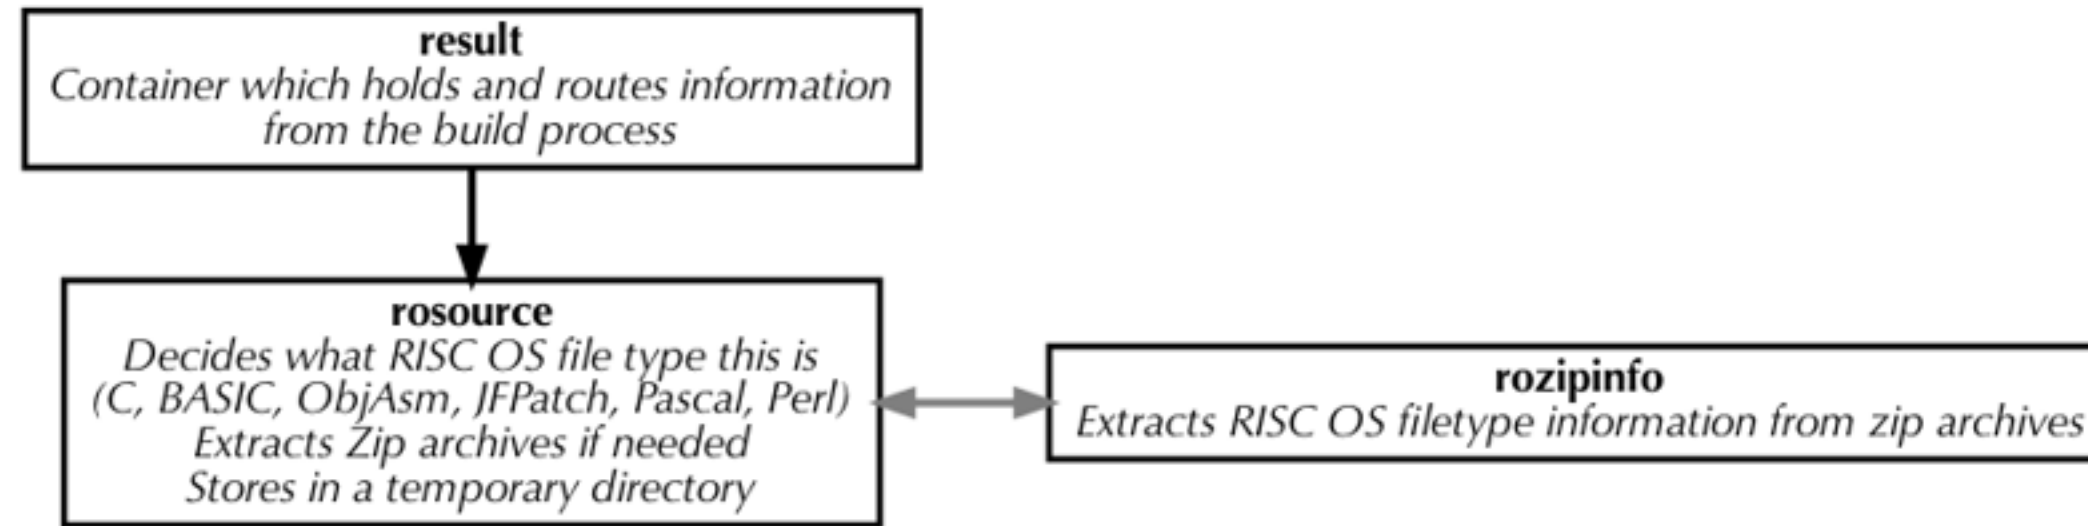 result
Container which holds and routes information
from the build process
rosource
Decides what RISC OS file type this is
(C, BASIC, ObjAsm, JFPatch, Pascal, Perl)
Extracts Zip archives if needed
Stores in a temporary directory
rozipinfo
Extracts RISC OS filetype information from zip archives